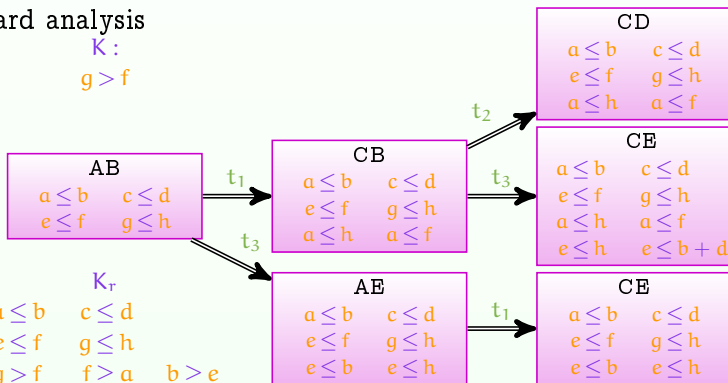 ard analysis
K :
g > f
AB
a ≤ b c ≤ d
e ≤ f g ≤ h
t₁
t₃
CB
a ≤ b c ≤ d
e ≤ f g ≤ h
a ≤ h a ≤ f
t₂
t₃
CD
a ≤ b c ≤ d
e ≤ f g ≤ h
a ≤ h a ≤ f
CE
a ≤ b c ≤ d
e ≤ f g ≤ h
a ≤ h a ≤ f
e ≤ h e ≤ b + d
Kᵣ
a ≤ b c ≤ d
e ≤ f g ≤ h
g > f f > a b > e
AE
a ≤ b c ≤ d
e ≤ f g ≤ h
e ≤ b e ≤ h
t₁
CE
a ≤ b c ≤ d
e ≤ f g ≤ h
e ≤ b e ≤ h